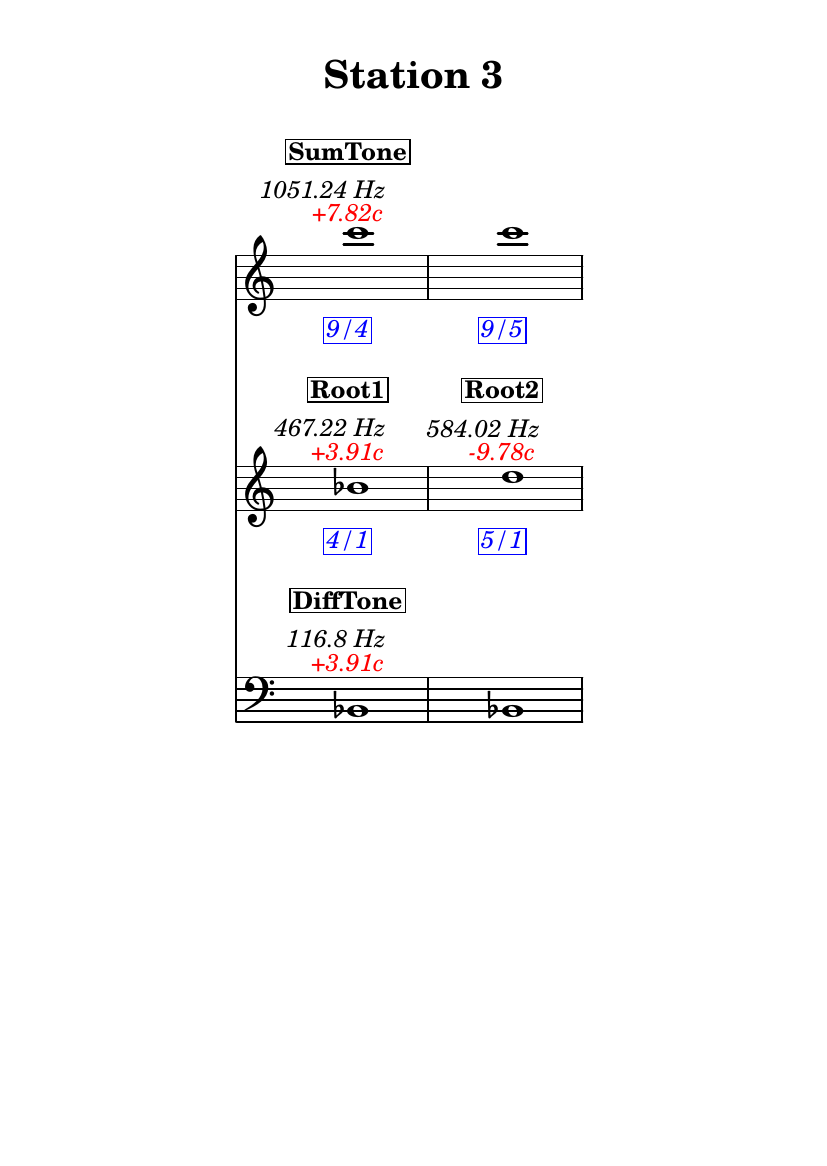 Station 3
SumTone
1051.24 Hz
+7.82c
9/4 9/5
Root1 Root2
467.22 Hz 584.02 Hz
+3.91c -9.78c
4/1 5/1
DiffTone
116.8 Hz
+3.91c